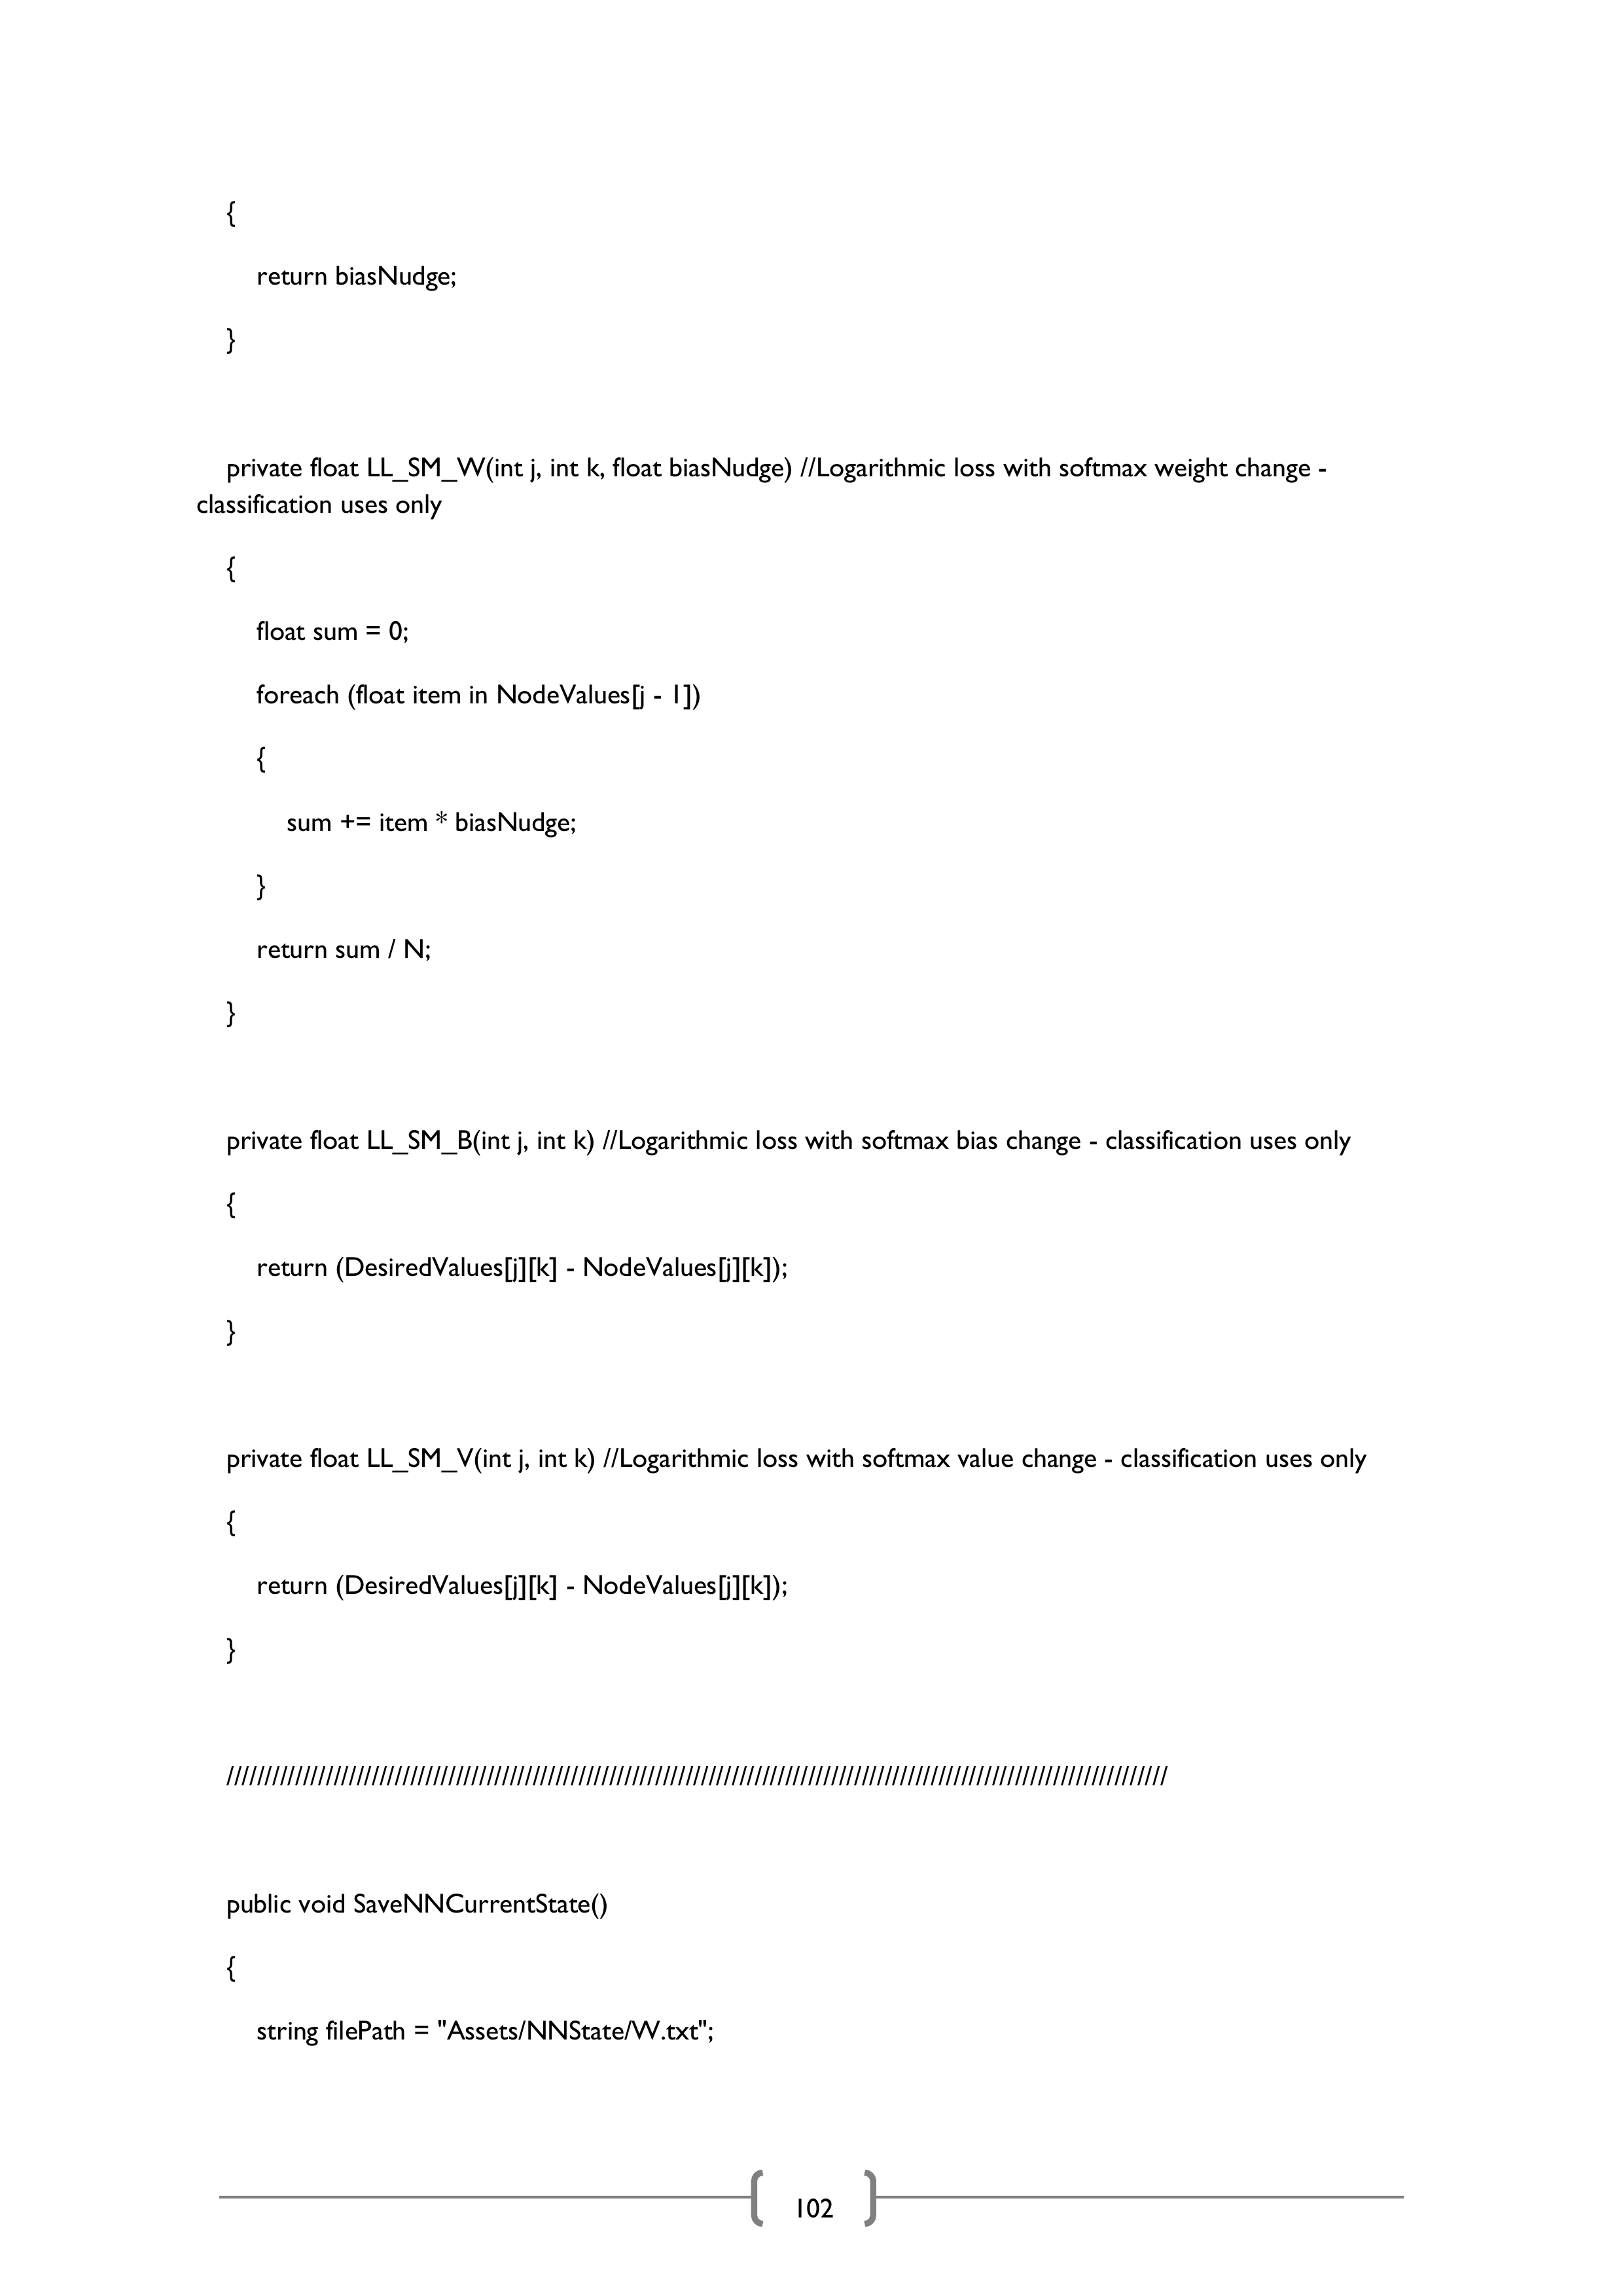 {
return biasNudge;
}
private float LL_SM_W(int j, int k, float biasNudge) //Logarithmic loss with softmax weight change -
classification uses only
{
float sum = 0;
foreach (float item in NodeValues[j - 1])
{
sum += item * biasNudge;
}
return sum / N;
}
private float LL_SM_B(int j, int k) //Logarithmic loss with softmax bias change - classification uses only
{
return (DesiredValues[j][k] - NodeValues[j][k]);
}
private float LL_SM_V(int j, int k) //Logarithmic loss with softmax value change - classification uses only
{
return (DesiredValues[j][k] - NodeValues[j][k]);
}
////////////////////////////////////////////////////////////////////////////////////////////////////////////////////////////
public void SaveNNCurrentState()
{
string filePath = "Assets/NNState/W.txt";
102